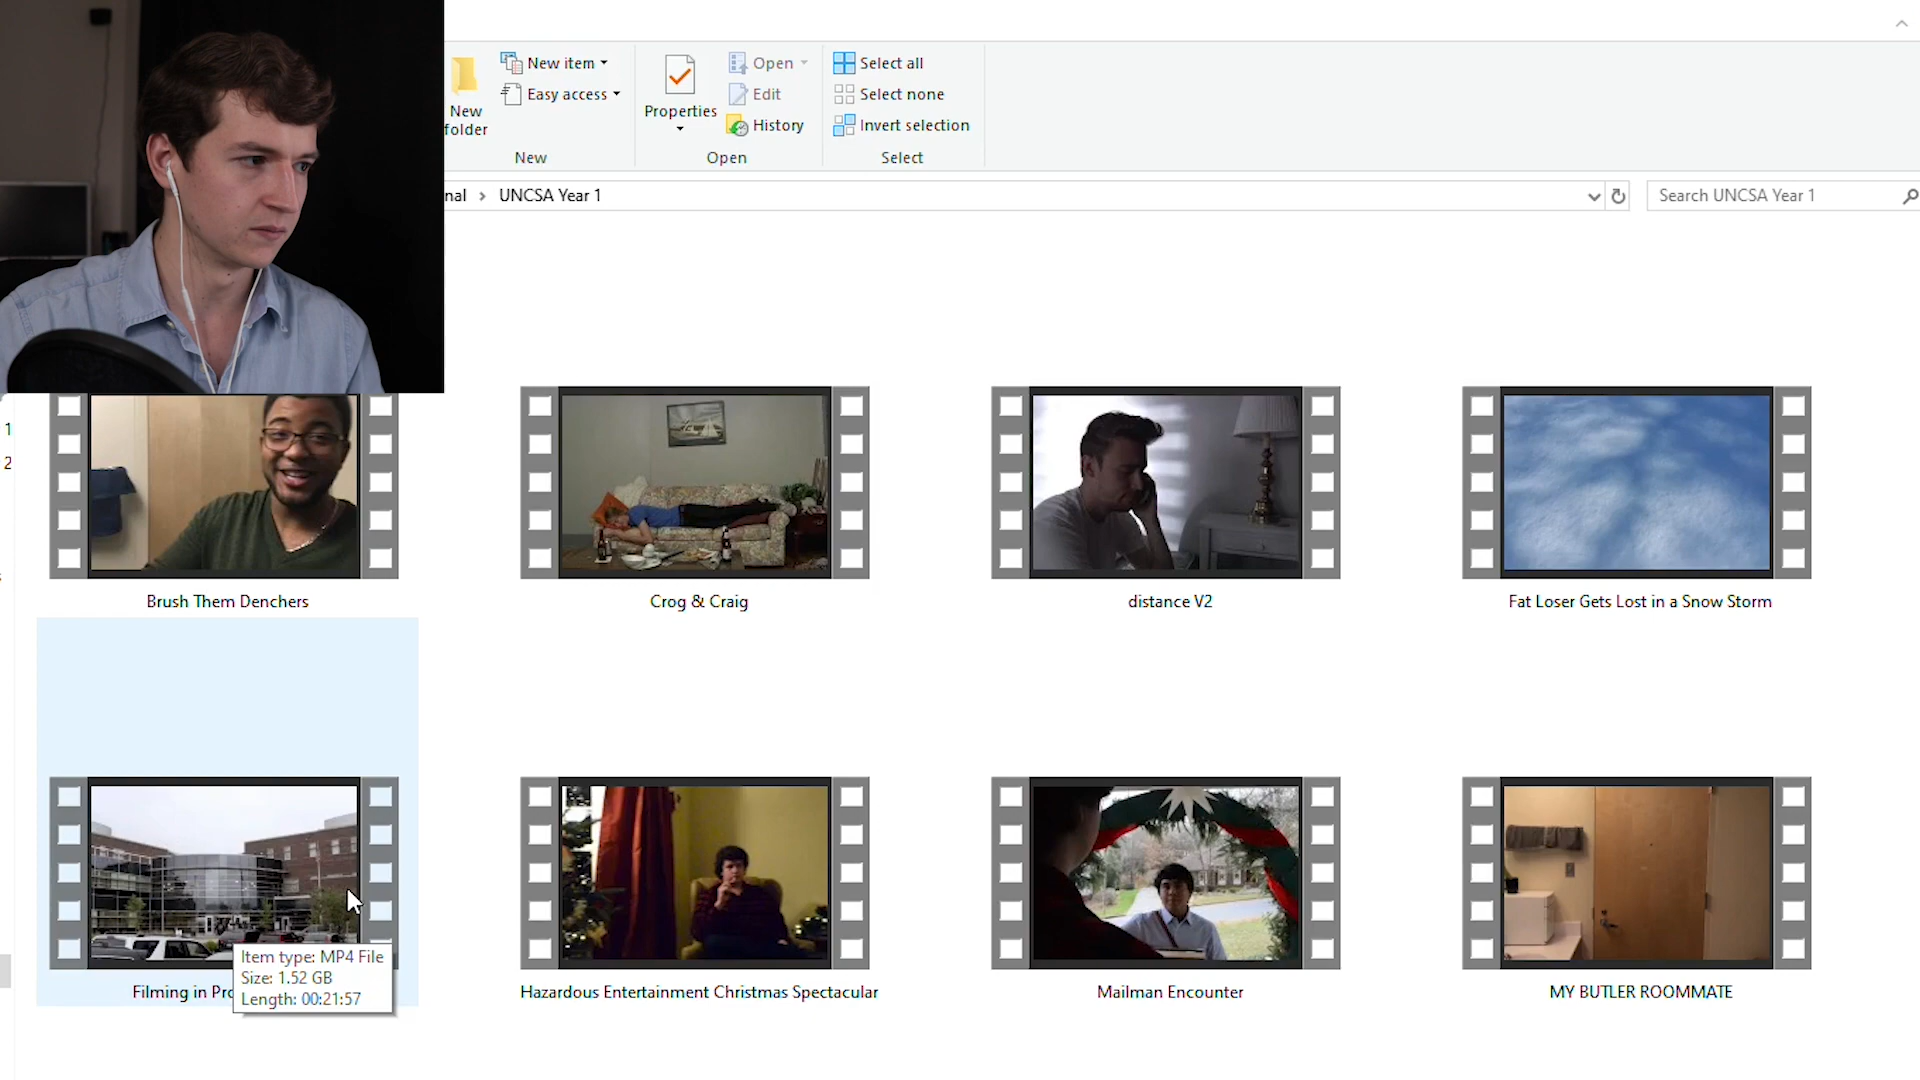 New
folder
New item
Easy access
New
Properties
Open
Edit
History
Open
Select all
Select none
Invert selection
Select
nal > UNCSA Year 1
Search UNCSA Year 1
1
2
Brush Them Denchers
Crog & Craig
distance V2
Fat Loser Gets Lost in a Snow Storm
Filming in Pro
Item type: MP4 File
Size: 1.52 GB
Length: 00:21:57
Hazardous Entertainment Christmas Spectacular
Mailman Encounter
MY BUTLER ROOMMATE